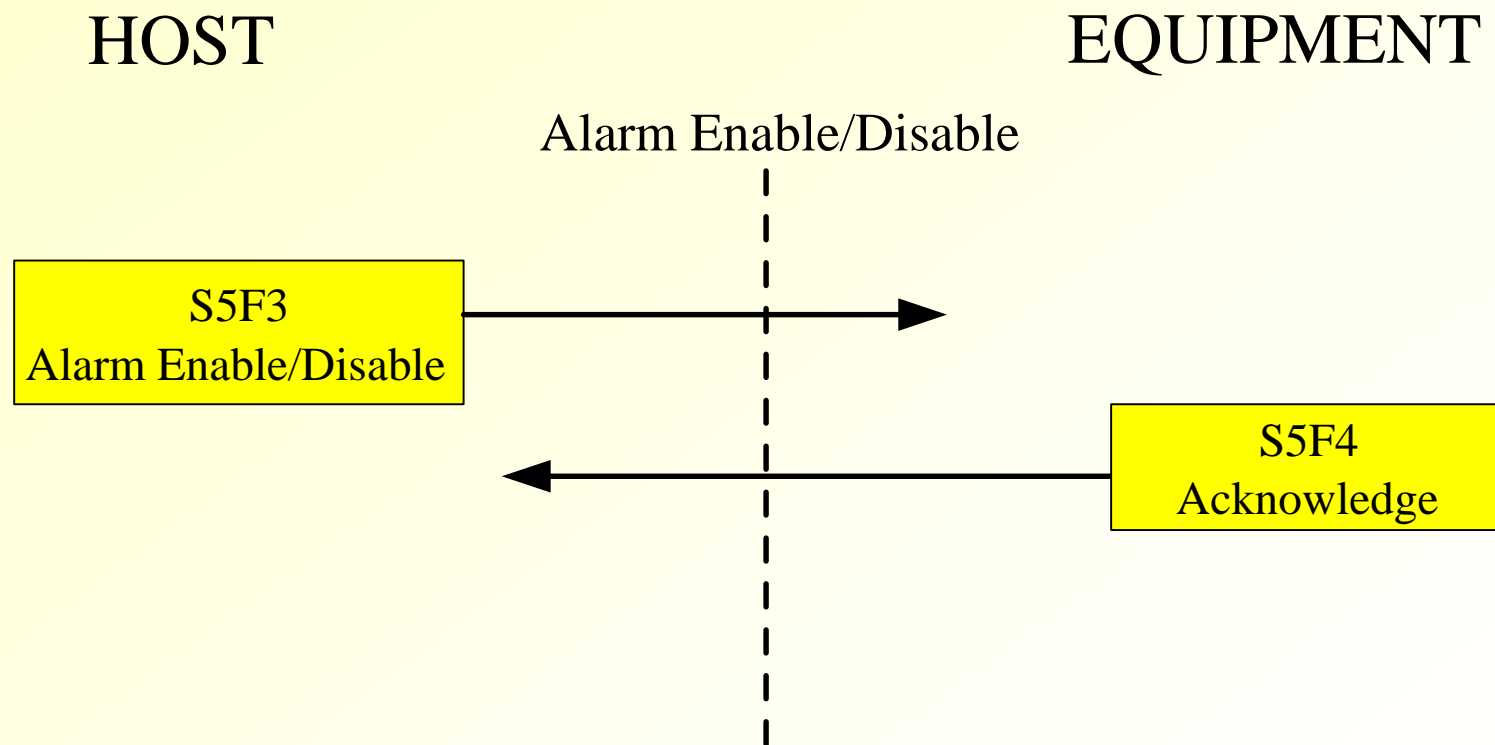 HOST
EQUIPMENT
Alarm Enable/Disable
S5F3
Alarm Enable/Disable
S5F4
Acknowledge